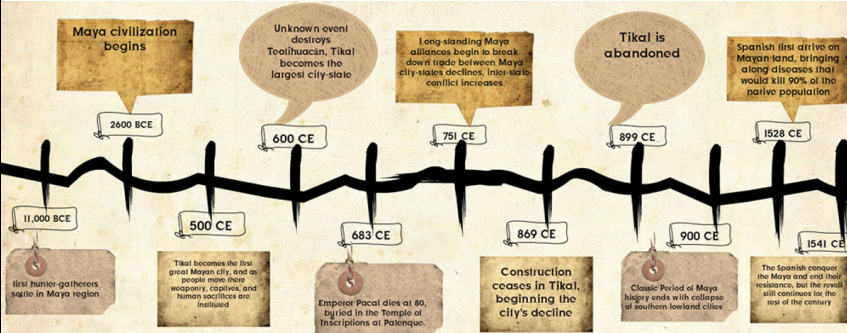 Maya civilization
begins
2600 BCE
Unknown event
destroys
Teotihuacán, Tikal
becomes the
largest city-state
600 CE
Long-standing Maya
alliances begin to break
down trade between Maya
city-states declines, inter-state
conflict increases
751 CE
Tikal is
abandoned
899 CE
Spanish first arrive on
Mayan land, bringing
along diseases that
would kill 90% of the
native population
1528 CE
11,000 BCE
first hunter-gatherers
settle in Maya region
500 CE
Tikal becomes the first
great Mayan city, and as
people move there
weaponry, captives, and
human sacrifices are
instituted
683 CE
Emperor Pacal dies at 80,
buried in the Temple of
Inscriptions at Palenque.
869 CE
Construction
ceases in Tikal,
beginning the
city's decline
900 CE
Classic Period of Maya
history ends with collapse
of southern lowland cities
1541 CE
The Spanish conquer
the Maya and end their
resistance, but the revolt
still continues for the
rest of the century